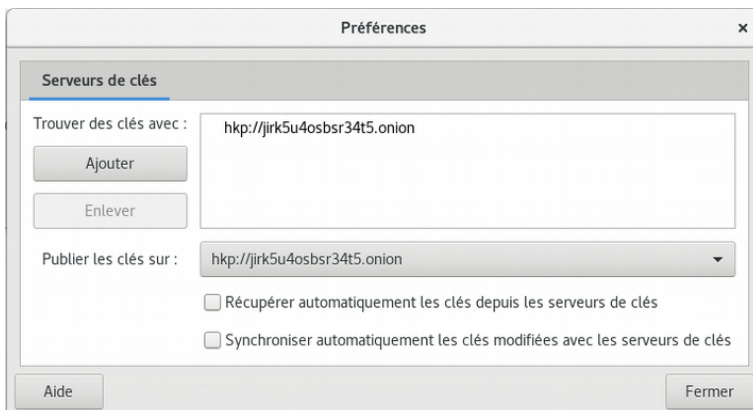 Préférences
Serveurs de clés
Trouver des clés avec :
hkp://jirk5u4osbsr34t5.onion
Ajouter
Enlever
Publier les clés sur :
hkp://jirk5u4osbsr34t5.onion
Récupérer automatiquement les clés depuis les serveurs de clés
Synchroniser automatiquement les clés modifiées avec les serveurs de clés
Aide
Fermer